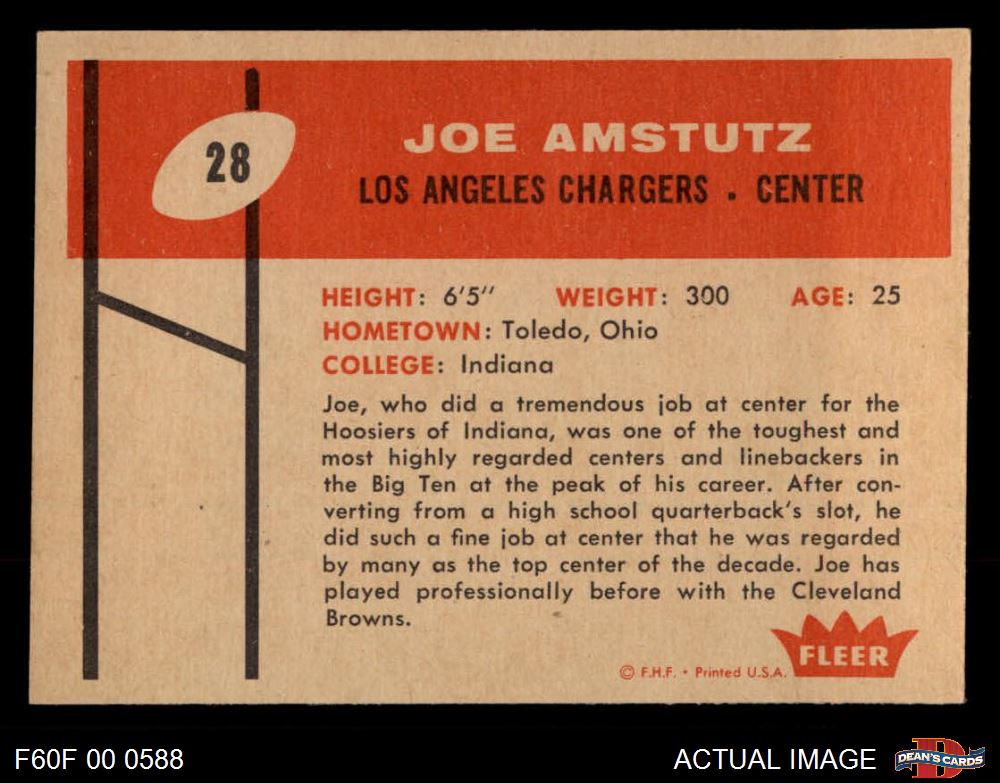 28
JOE AMSTUTZ
LOS ANGELES CHARGERS . CENTER
HEIGHT: 6'5" WEIGHT: 300 AGE: 25
HOMETOWN: Toledo, Ohio
COLLEGE: Indiana
Joe, who did a tremendous job at center for the
Hoosiers of Indiana, was one of the toughest and
most highly regarded centers and linebackers in
the Big Ten at the peak of his career. After con-
verting from a high school quarterback's slot, he
did such a fine job at center that he was regarded
by many as the top center of the decade. Joe has
played professionally before with the Cleveland
Browns.
FLEER
© F.H.F. • Printed U.S.A.
F60F 00 0588
ACTUAL IMAGE
D
DEAN'S CARDS